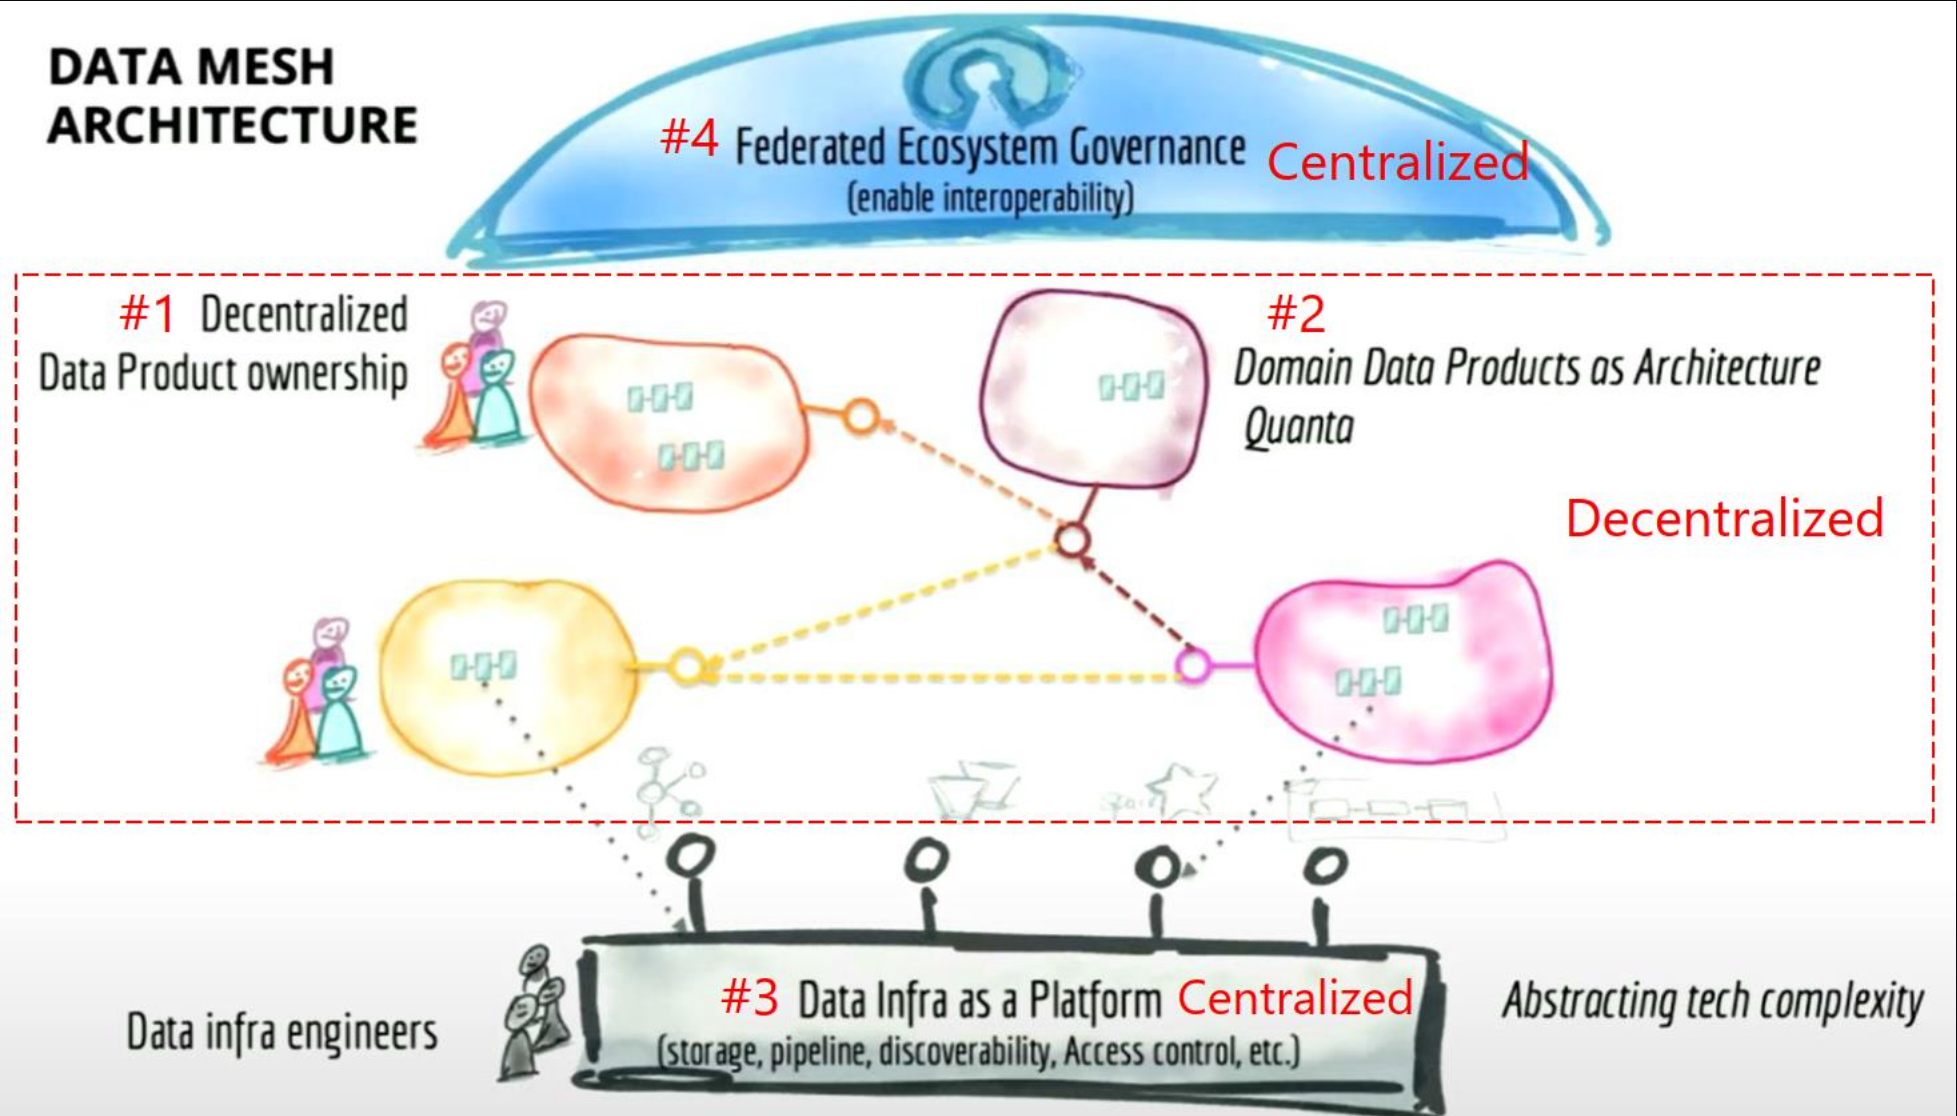 DATA MESH
ARCHITECTURE
#4 Federated Ecosystem Governance Centralized
(enable interoperability)
#1 Decentralized
Data Product ownership
#2
Domain Data Products as Architecture
Quanta
Decentralized
#3 Data Infra as a Platform Centralized
(storage, pipeline, discoverability, Access control, etc.)
Data infra engineers
Abstracting tech complexity